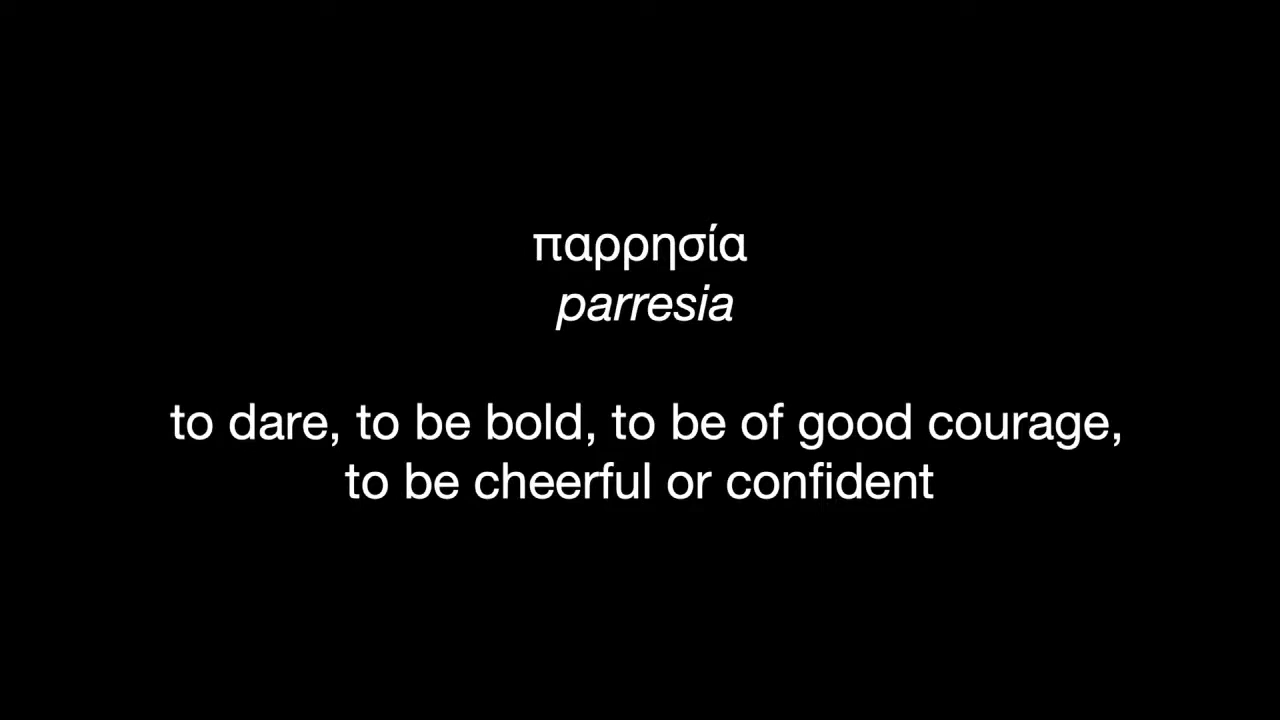 παρρησία
parresia
to dare, to be bold, to be of good courage,
to be cheerful or confident